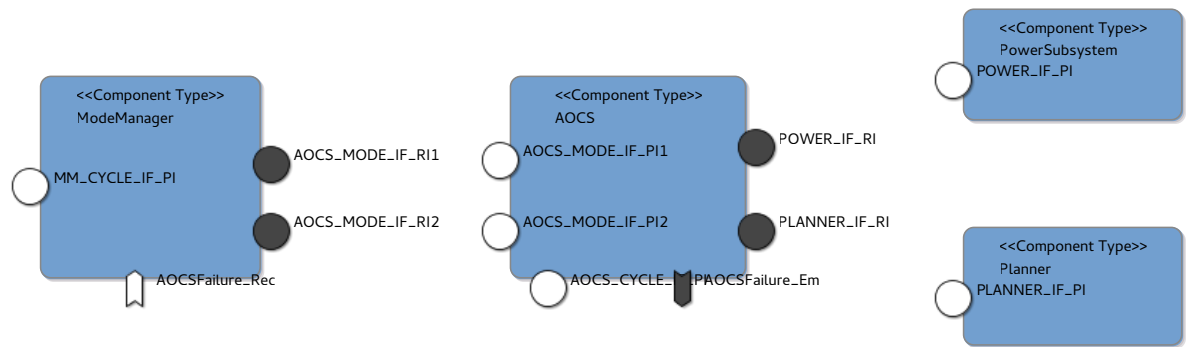 <<Component Type>>
ModeManager
MM_CYCLE_IF_PI
AOCS_MODE_IF_RI1
AOCS_MODE_IF_RI2
AOCSFailure_Rec
<<Component Type>>
AOCS
AOCS_MODE_IF_PI1
AOCS_MODE_IF_PI2
POWER_IF_RI
PLANNER_IF_RI
AOCS_CYCLE_
AOCSFailure_Em
<<Component Type>>
PowerSubsystem
POWER_IF_PI
<<Component Type>>
Planner
PLANNER_IF_PI